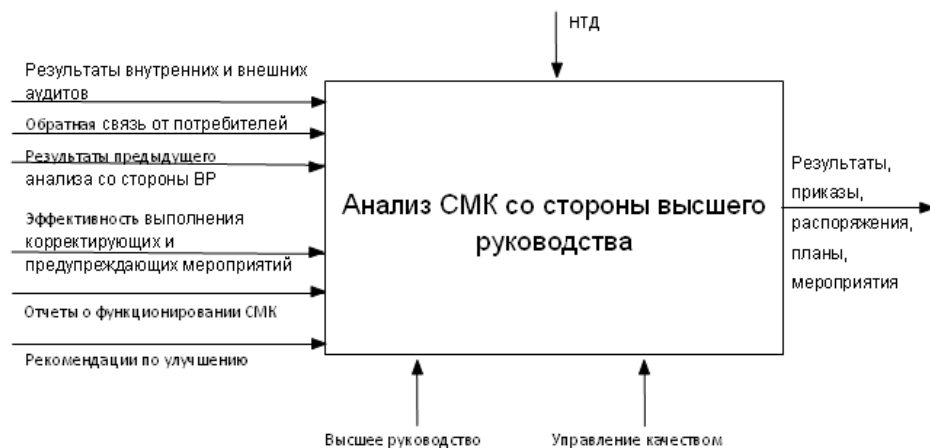 НТД
Результаты внутренних и внешних
аудитов
Обратная связь от потребителей
Результаты предыдущего
анализа со стороны ВР
Эффективность выполнения
корректирующих и
предупреждающих мероприятий
Отчеты о функционировании СМК
Рекомендации по улучшению
Анализ СМК со стороны высшего
руководства
Результаты,
приказы,
распоряжения,
планы,
мероприятия
Высшее руководство
Управление качеством